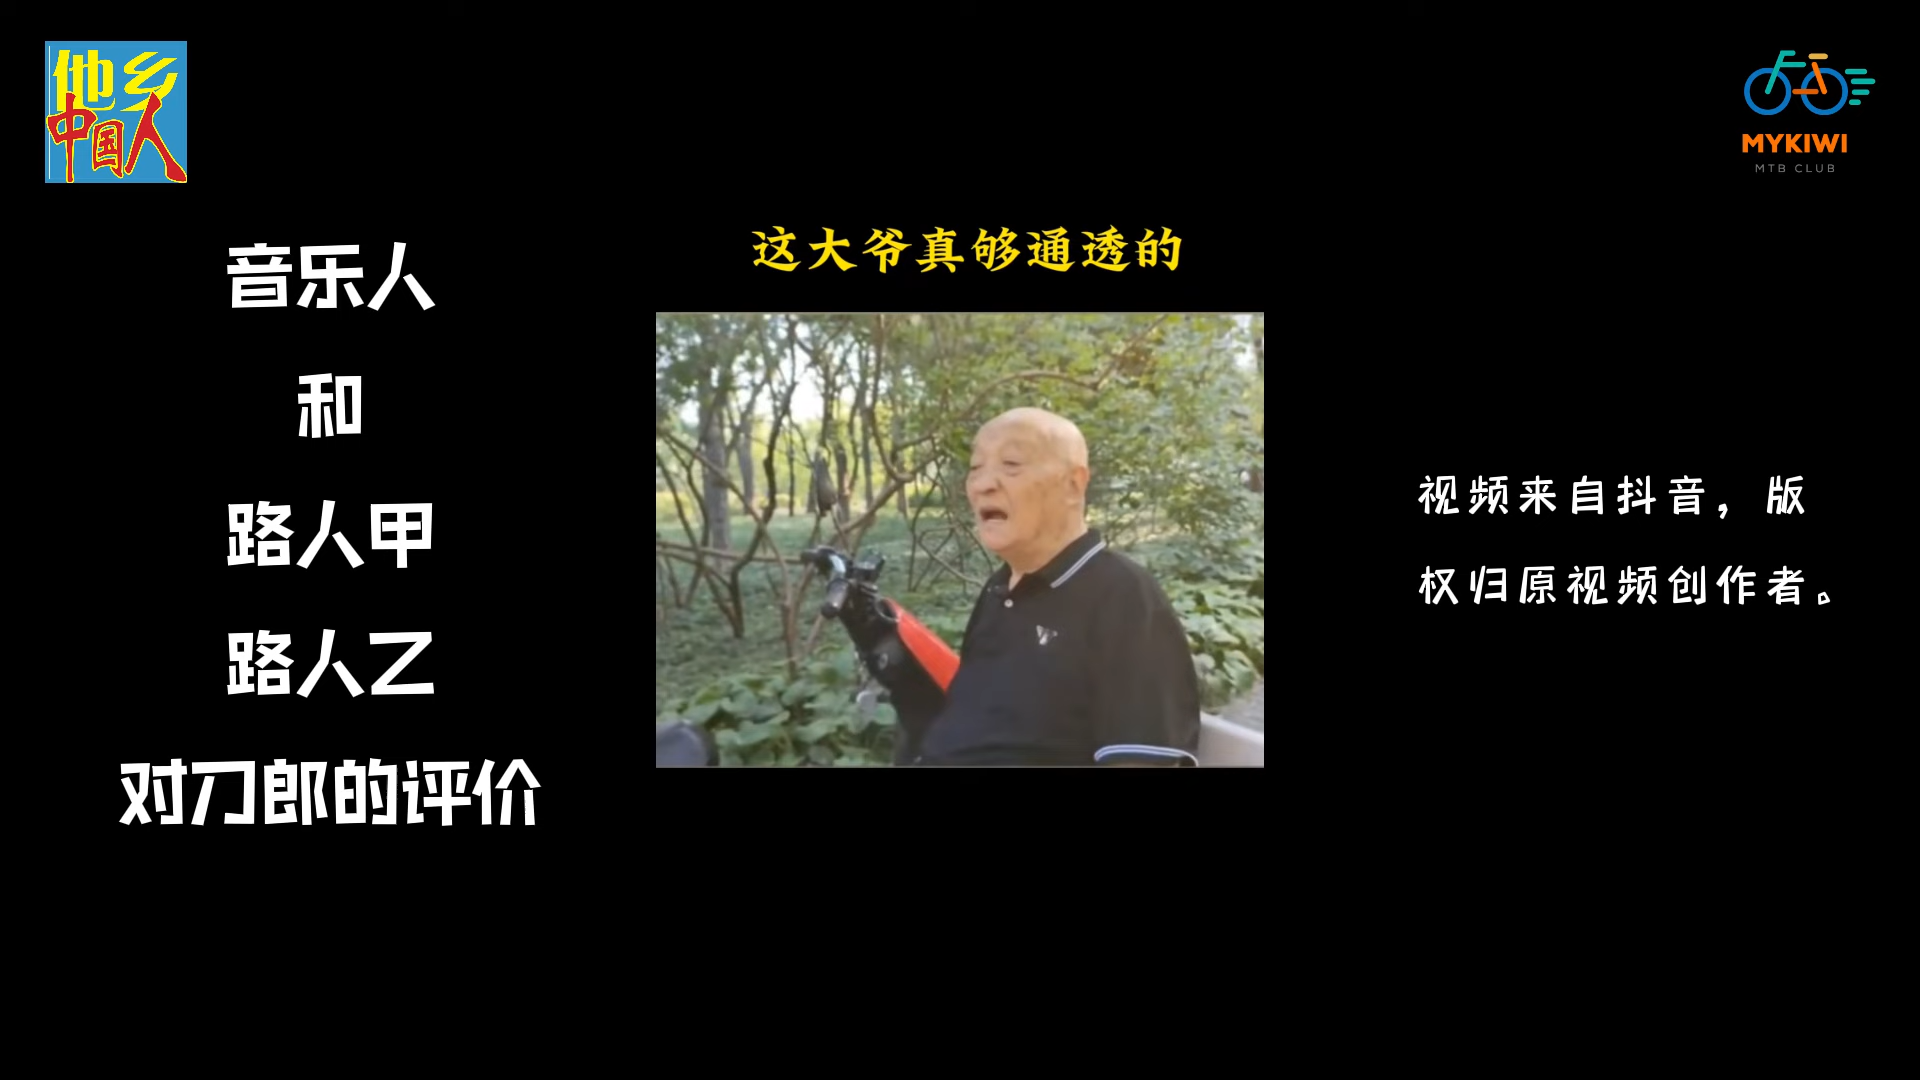 他乡
中国人
MYKIWI
MTB CLUB
音乐人
和
路人甲
路人乙
对刀郎的评价
这大爷真够通透的
视频来自抖音，版
权归原视频创作者。